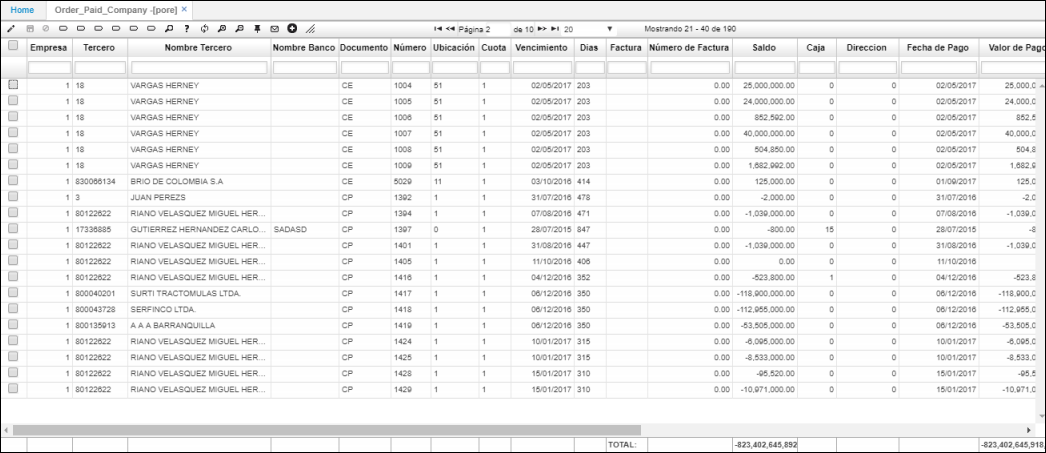 Home Order_Paid_Company -[pore] ×
Página 2 de 10 20 Mostrando 21 - 40 de 190
Empresa Tercero Nombre Tercero Nombre Banco Documento Número Ubicación Cuota Vencimiento Dias Factura Número de Factura Saldo Caja Direccion Fecha de Pago Valor de Pago
1 18 VARGAS HERNEY CE 1004 51 1 02/05/2017 203 0.00 25,000,000.00 0 0 02/05/2017 25,000,0
1 18 VARGAS HERNEY CE 1005 51 1 02/05/2017 203 0.00 24,000,000.00 0 0 02/05/2017 24,000,0
1 18 VARGAS HERNEY CE 1006 51 1 02/05/2017 203 0.00 852,592.00 0 0 02/05/2017 852,5
1 18 VARGAS HERNEY CE 1007 51 1 02/05/2017 203 0.00 40,000,000.00 0 0 02/05/2017 40,000,0
1 18 VARGAS HERNEY CE 1008 51 1 02/05/2017 203 0.00 504,850.00 0 0 02/05/2017 504,8
1 18 VARGAS HERNEY CE 1009 51 1 02/05/2017 203 0.00 1,682,992.00 0 0 02/05/2017 1,682,9
1 830066134 BRIO DE COLOMBIA S.A CE 5029 11 1 03/10/2016 414 0.00 125,000.00 0 0 01/09/2017 125,0
1 3 JUAN PEREZS CP 1392 1 1 31/07/2016 478 0.00 -2,000.00 0 0 31/07/2016 -2,0
1 80122622 RIANO VELASQUEZ MIGUEL HER... CP 1394 1 1 07/08/2016 471 0.00 -1,039,000.00 0 0 07/08/2016 -1,039,0
1 17336885 GUTIERREZ HERNANDEZ CARLO... SADASD CP 1397 0 1 28/07/2015 847 0.00 -800.00 15 0 28/07/2015 -8
1 80122622 RIANO VELASQUEZ MIGUEL HER... CP 1401 1 1 31/08/2016 447 0.00 -1,039,000.00 0 0 31/08/2016 -1,039,0
1 80122622 RIANO VELASQUEZ MIGUEL HER... CP 1405 1 1 11/10/2016 406 0.00 0.00 0 0 11/10/2016
1 80122622 RIANO VELASQUEZ MIGUEL HER... CP 1416 1 1 04/12/2016 352 0.00 -523,800.00 1 0 04/12/2016 -523,8
1 800040201 SURTI TRACTOMULAS LTDA. CP 1417 1 1 06/12/2016 350 0.00 -118,900,000.00 0 0 06/12/2016 -118,900,0
1 800043728 SERFINCO LTDA. CP 1418 1 1 06/12/2016 350 0.00 -112,955,000.00 0 0 06/12/2016 -112,955,0
1 800135913 A A A BARRANQUILLA CP 1419 1 1 06/12/2016 350 0.00 -53,505,000.00 0 0 06/12/2016 -53,505,0
1 80122622 RIANO VELASQUEZ MIGUEL HER... CP 1424 1 1 10/01/2017 315 0.00 -6,095,000.00 0 0 10/01/2017 -6,095,0
1 80122622 RIANO VELASQUEZ MIGUEL HER... CP 1425 1 1 10/01/2017 315 0.00 -8,533,000.00 0 0 10/01/2017 -8,533,0
1 80122622 RIANO VELASQUEZ MIGUEL HER... CP 1428 1 1 15/01/2017 310 0.00 -95,520.00 0 0 15/01/2017 -95,5
1 80122622 RIANO VELASQUEZ MIGUEL HER... CP 1429 1 1 15/01/2017 310 0.00 -10,971,000.00 0 0 15/01/2017 -10,971,0
TOTAL: -823,402,645,892 -823,402,645,918,